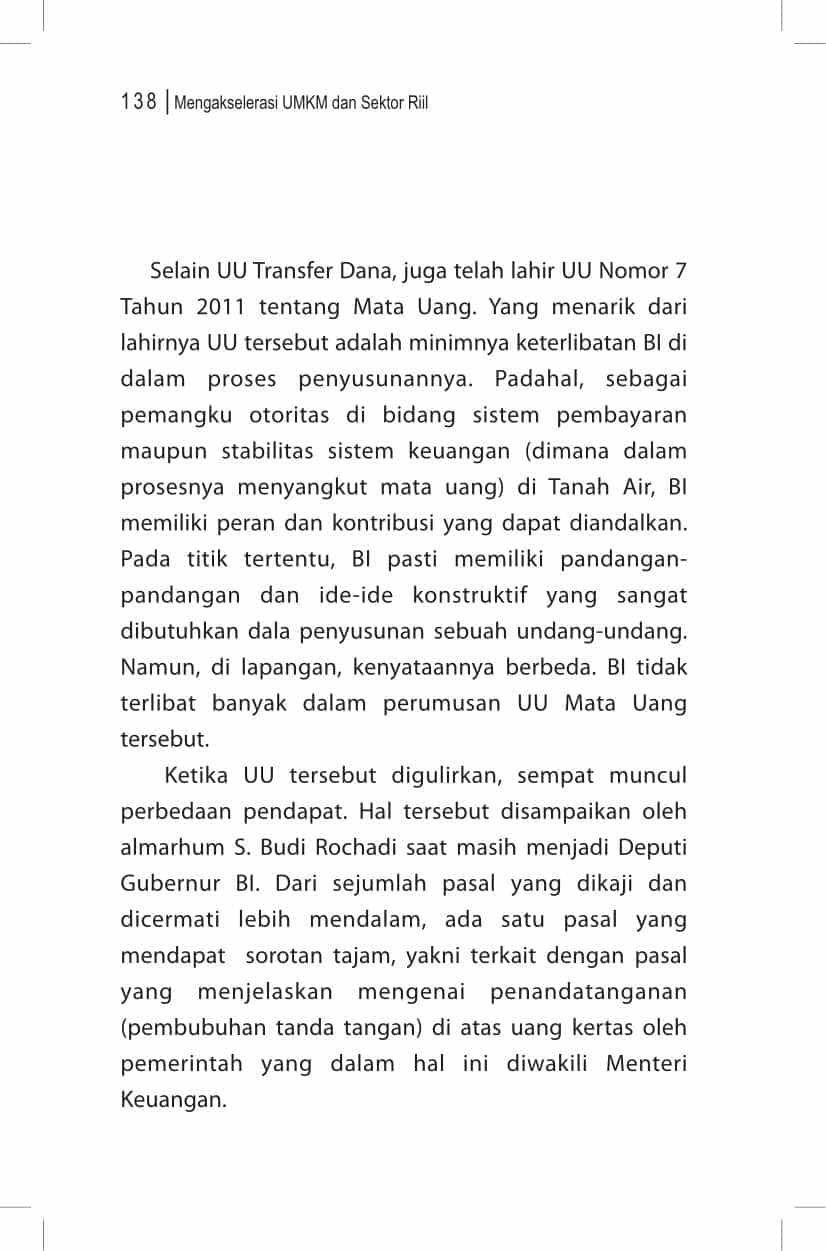 138 | Mengakselerasi UMKM dan Sektor Riil
Selain UU Transfer Dana, juga telah lahir UU Nomor 7
Tahun 2011 tentang Mata Uang. Yang menarik dari
lahirnya UU tersebut adalah minimnya keterlibatan BI di
dalam proses penyusunannya. Padahal, sebagai
pemangku otoritas di bidang sistem pembayaran
maupun stabilitas sistem keuangan (dimana dalam
prosesnya menyangkut mata uang) di Tanah Air, BI
memiliki peran dan kontribusi yang dapat diandalkan.
Pada titik tertentu, BI pasti memiliki pandangan-
pandangan dan ide-ide konstruktif yang sangat
dibutuhkan dala penyusunan sebuah undang-undang.
Namun, di lapangan, kenyataannya berbeda. BI tidak
terlibat banyak dalam perumusan UU Mata Uang
tersebut.
Ketika UU tersebut digulirkan, sempat muncul
perbedaan pendapat. Hal tersebut disampaikan oleh
almarhum S. Budi Rochadi saat masih menjadi Deputi
Gubernur BI. Dari sejumlah pasal yang dikaji dan
dicermati lebih mendalam, ada satu pasal yang
mendapat sorotan tajam, yakni terkait dengan pasal
yang menjelaskan mengenai penandatanganan
(pembubuhan tanda tangan) di atas uang kertas oleh
pemerintah yang dalam hal ini diwakili Menteri
Keuangan.